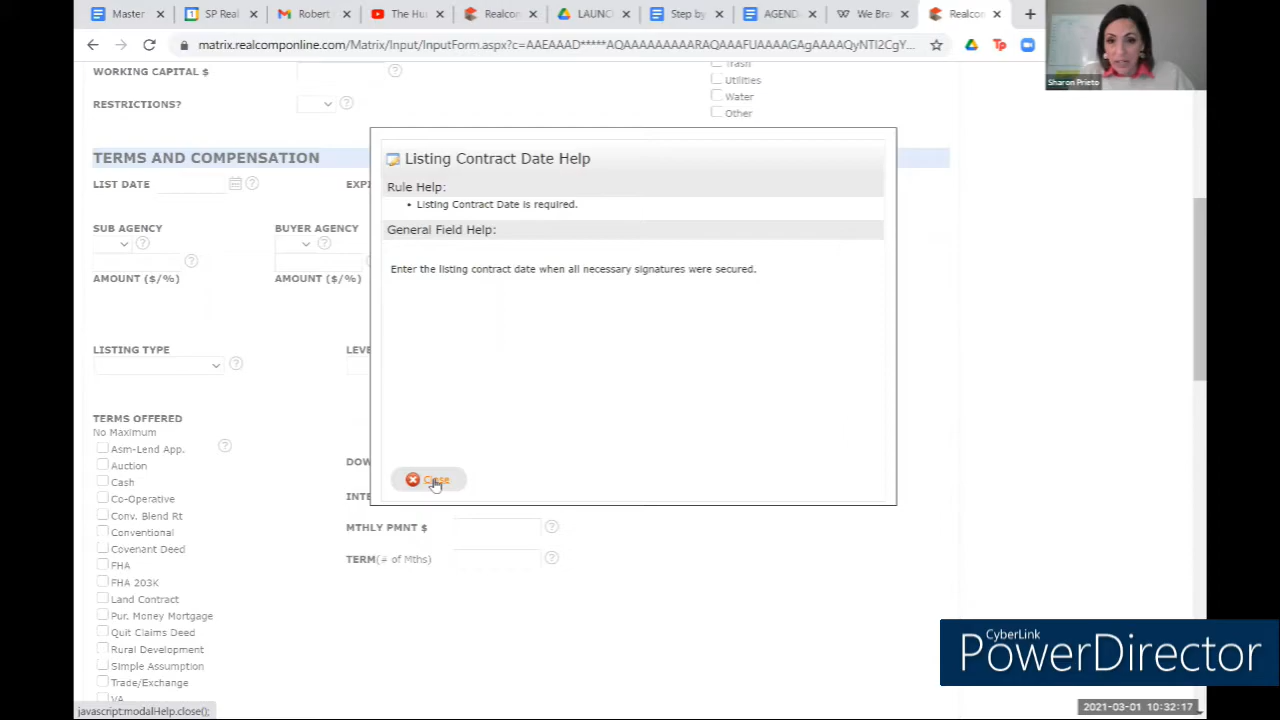 Master
SP Real
Robert
The Hu
Realcon
LAUNC
Step by
AGEND
We Bra
Realcon
matrix.realcomponline.com/Matrix/Input/InputForm.aspx?c=AAEAAAD*****AQAAAAAAAAARAQAAAFUAAAAGAgAAAAQyNTI2CgY...
Sharon Prieto
WORKING CAPITAL $
RESTRICTIONS?
Trash
Utilities
Water
Other
TERMS AND COMPENSATION
LIST DATE
EXPI
SUB AGENCY
BUYER AGENCY
AMOUNT ($/%)
AMOUNT ($/%)
LISTING TYPE
LEVE
TERMS OFFERED
No Maximum
Asm-Lend App.
Auction
Cash
Co-Operative
Conv. Blend Rt
Conventional
Covenant Deed
FHA
FHA 203K
Land Contract
Pur. Money Mortgage
Quit Claims Deed
Rural Development
Simple Assumption
Trade/Exchange
VA
DOW
INTE
MTHLY PMNT $
TERM(# of Mths)
Listing Contract Date Help
Rule Help:
• Listing Contract Date is required.
General Field Help:
Enter the listing contract date when all necessary signatures were secured.
Close
javascript:modalHelp.close();
CyberLink
PowerDirector
2021-03-01 10:32:17